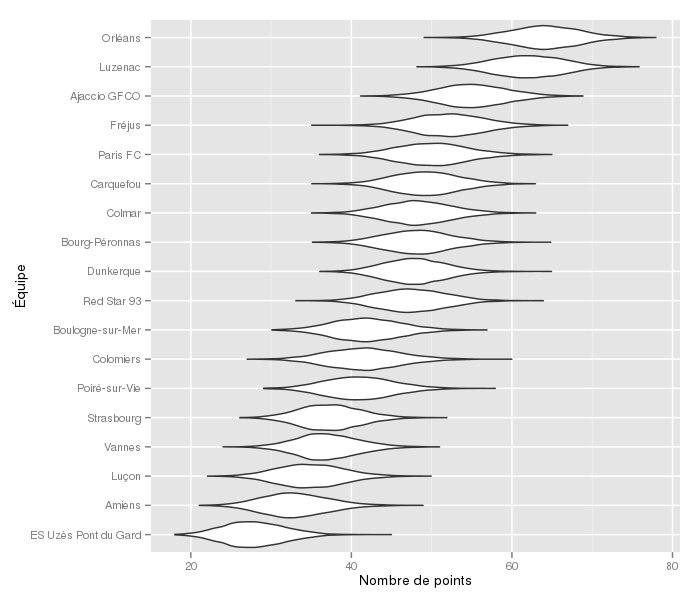 Orléans
Luzenac
Ajaccio GFCO
Fréjus
Paris FC
Carquefou
Colmar
Bourg-Péronnas
Dunkerque
Red Star 93
Boulogne-sur-Mer
Colomiers
Poiré-sur-Vie
Strasbourg
Vannes
Luçon
Amiens
ES Uzès Pont du Gard
Équipe
20 40 60 80
Nombre de points